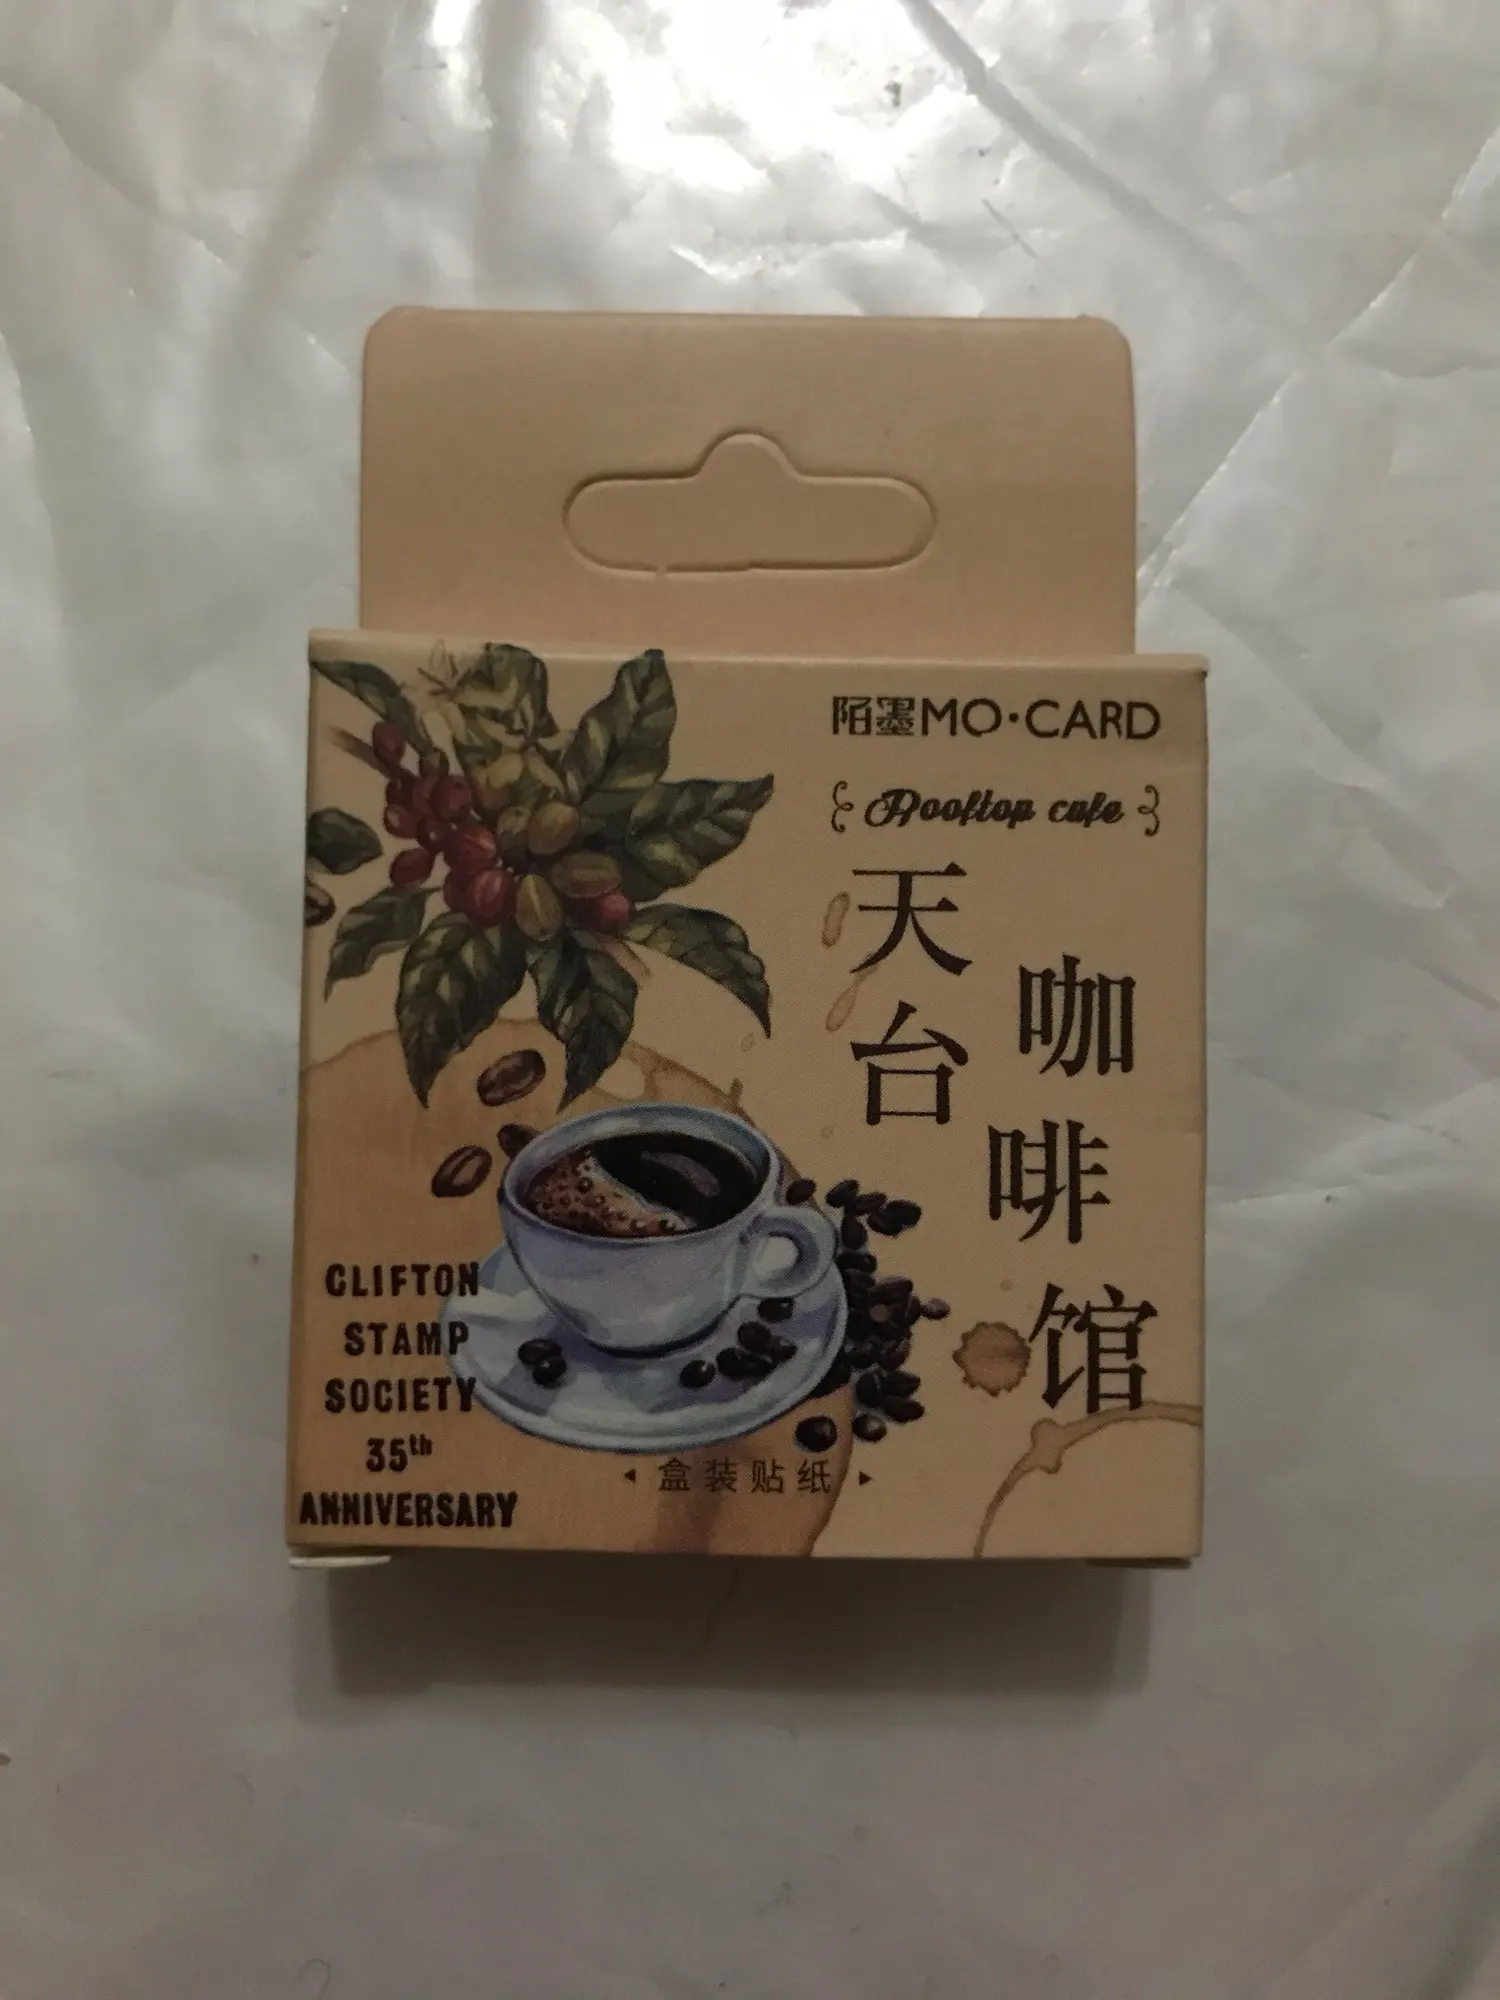 陌墨MO·CARD
Rooftop cafe
天台
咖啡馆
CLIFTON
STAMP
SOCIETY
35th
ANNIVERSARY
盒装贴纸